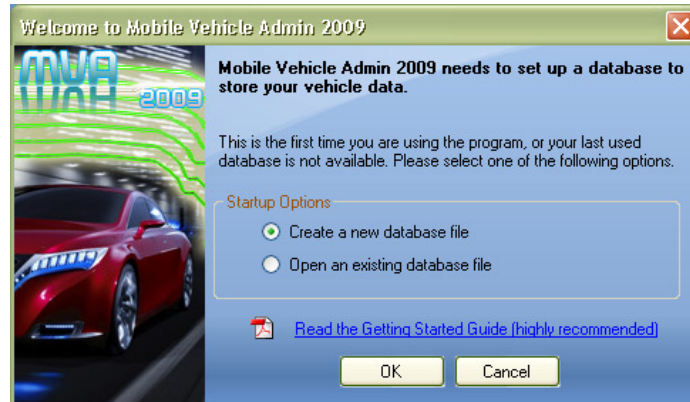 Welcome to Mobile Vehicle Admin 2009
MVA
2009
Mobile Vehicle Admin 2009 needs to set up a database to
store your vehicle data.
This is the first time you are using the program, or your last used
database is not available. Please select one of the following options.
Startup Options
Create a new database file
Open an existing database file
Read the Getting Started Guide (highly recommended)
OK
Cancel